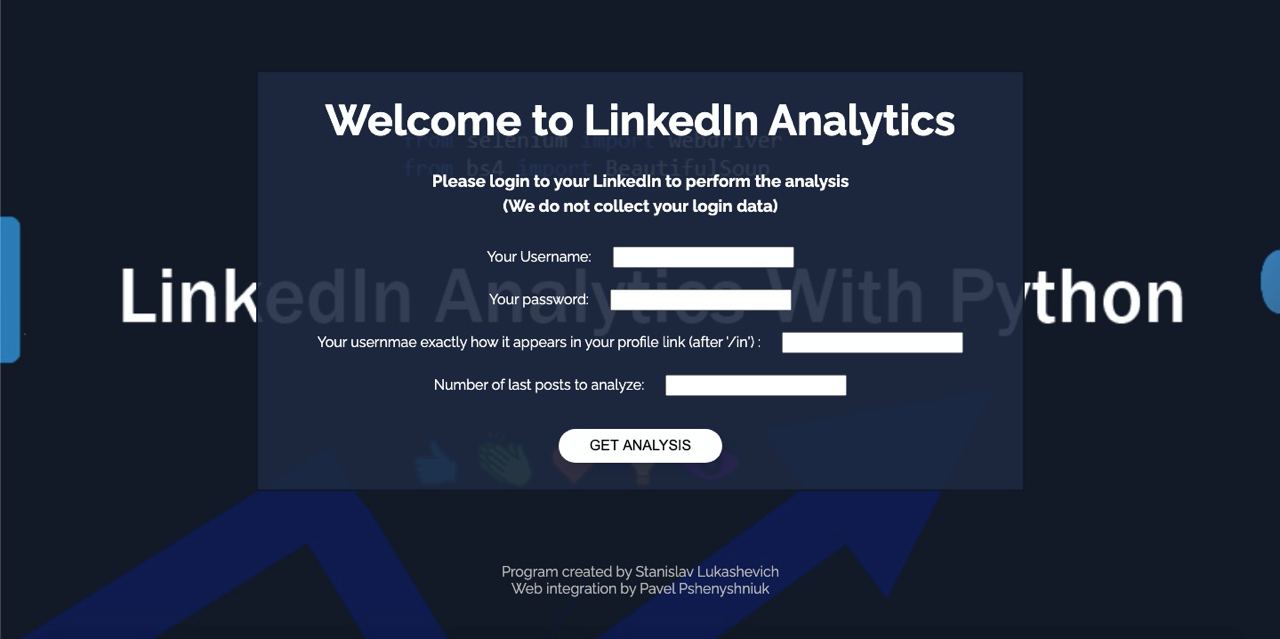 Welcome to LinkedIn Analytics
from selenium import webdriver
from bs4 import BeautifulSoup
Please login to your LinkedIn to perform the analysis
(We do not collect your login data)
Your Username:
LinkedIn Analytics With Python
Your password:
Your usernmae exactly how it appears in your profile link (after '/in') :
Number of last posts to analyze:
GET ANALYSIS
Program created by Stanislav Lukashevich
Web integration by Pavel Pshenyshniuk